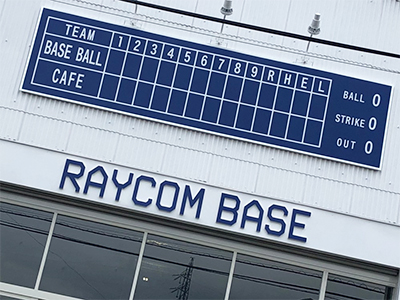 TEAM 1 2 3 4 5 6 7 8 9 R H E L
BASE BALL
CAFE
BALL 0
STRIKE 0
OUT 0
RAYCOM BASE